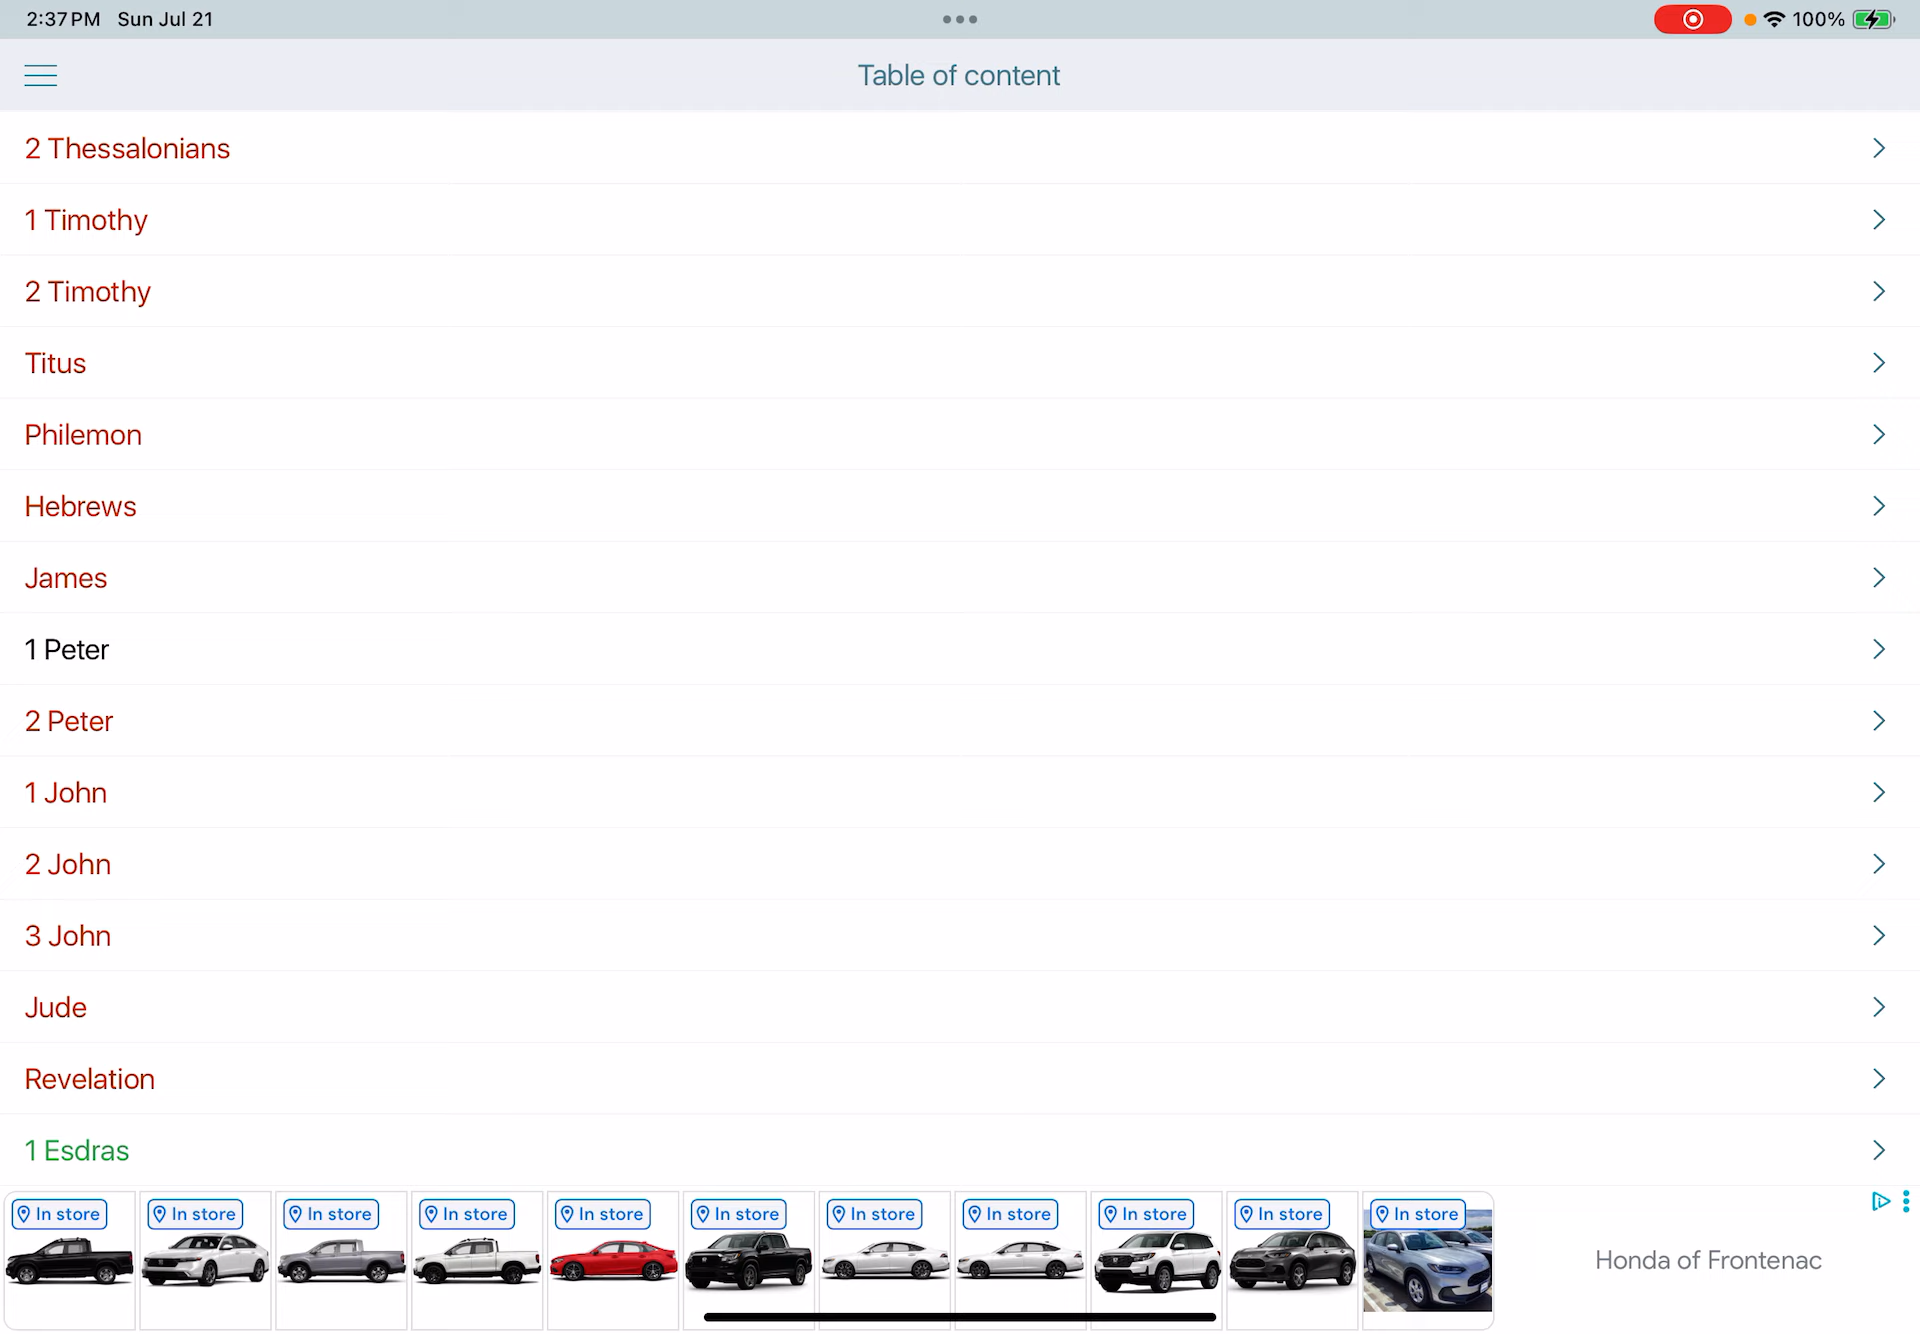 2:37 PM Sun Jul 21
100%
Table of content
2 Thessalonians
1 Timothy
2 Timothy
Titus
Philemon
Hebrews
James
1 Peter
2 Peter
1 John
2 John
3 John
Jude
Revelation
1 Esdras
In store In store In store In store In store In store In store In store In store In store In store
Honda of Frontenac